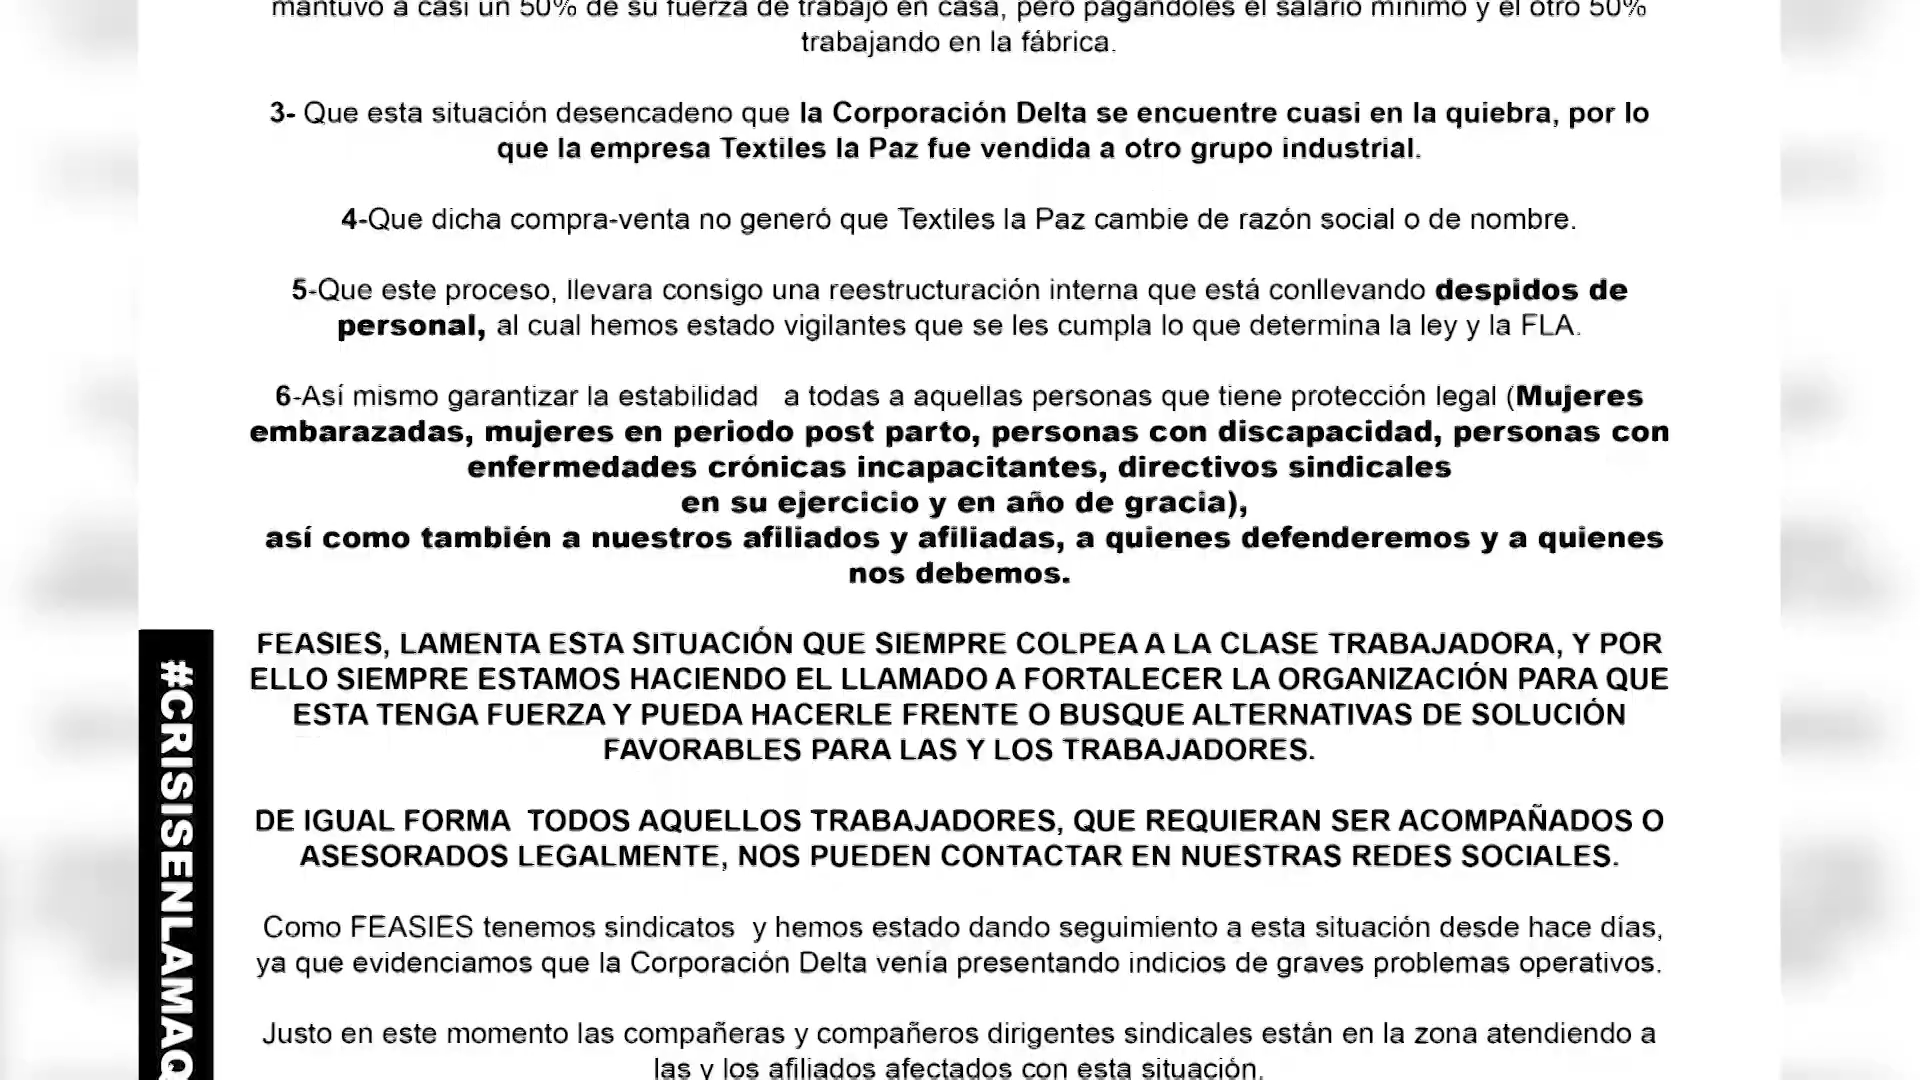 mantuvo a casi un 50% de su fuerza de trabajo en casa, pero pagándoles el salario mínimo y el otro 50%
trabajando en la fábrica.
3- Que esta situación desencadeno que la Corporación Delta se encuentre cuasi en la quiebra, por lo
que la empresa Textiles la Paz fue vendida a otro grupo industrial.
4-Que dicha compra-venta no generó que Textiles la Paz cambie de razón social o de nombre.
5-Que este proceso, llevara consigo una reestructuración interna que está conllevando despidos de
personal, al cual hemos estado vigilantes que se les cumpla lo que determina la ley y la FLA.
6-Así mismo garantizar la estabilidad a todas a aquellas personas que tiene protección legal (Mujeres
embarazadas, mujeres en periodo post parto, personas con discapacidad, personas con
enfermedades crónicas incapacitantes, directivos sindicales
en su ejercicio y en año de gracia),
así como también a nuestros afiliados y afiliadas, a quienes defenderemos y a quienes
nos debemos.
FEASIES, LAMENTA ESTA SITUACIÓN QUE SIEMPRE COLPEA A LA CLASE TRABAJADORA, Y POR
ELLO SIEMPRE ESTAMOS HACIENDO EL LLAMADO A FORTALECER LA ORGANIZACIÓN PARA QUE
ESTA TENGA FUERZA Y PUEDA HACERLE FRENTE O BUSQUE ALTERNATIVAS DE SOLUCIÓN
FAVORABLES PARA LAS Y LOS TRABAJADORES.
DE IGUAL FORMA TODOS AQUELLOS TRABAJADORES, QUE REQUIERAN SER ACOMPAÑADOS O
ASESORADOS LEGALMENTE, NOS PUEDEN CONTACTAR EN NUESTRAS REDES SOCIALES.
Como FEASIES tenemos sindicatos y hemos estado dando seguimiento a esta situación desde hace días,
ya que evidenciamos que la Corporación Delta venía presentando indicios de graves problemas operativos.
Justo en este momento las compañeras y compañeros dirigentes sindicales están en la zona atendiendo a
las y los afiliados afectados con esta situación.
#CRISISENLAMAQ